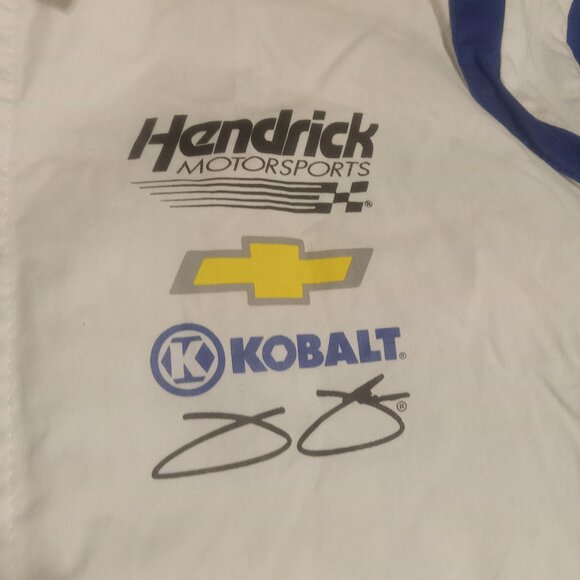 Hendrick
MOTORSPORTS
®
K KOBALT®
®